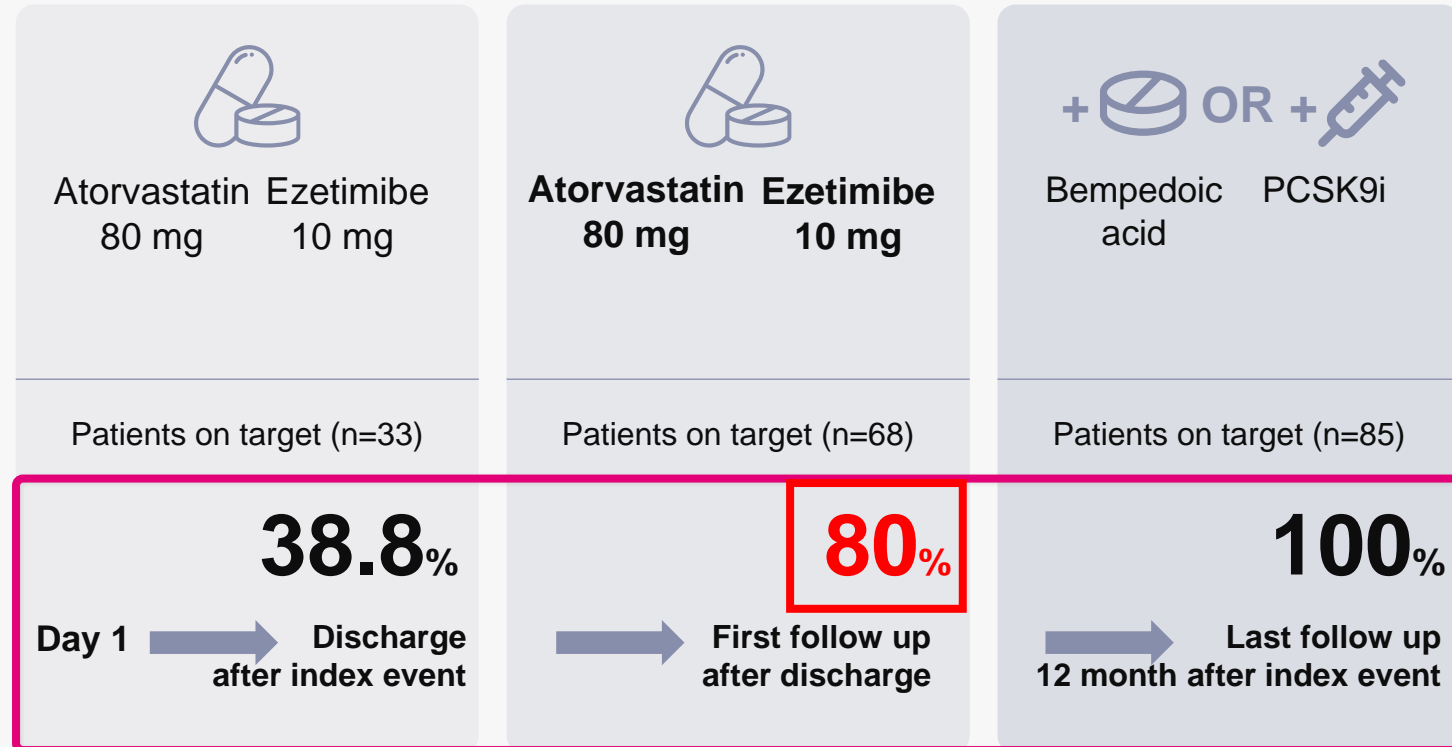 + OR +
Atorvastatin Ezetimibe
80 mg 10 mg
Atorvastatin Ezetimibe
80 mg 10 mg
Bempedoic PCSK9i
acid
Patients on target (n=33)
Patients on target (n=68)
Patients on target (n=85)
38.8%
80%
100%
Day 1
Discharge
after index event
First follow up
after discharge
Last follow up
12 month after index event